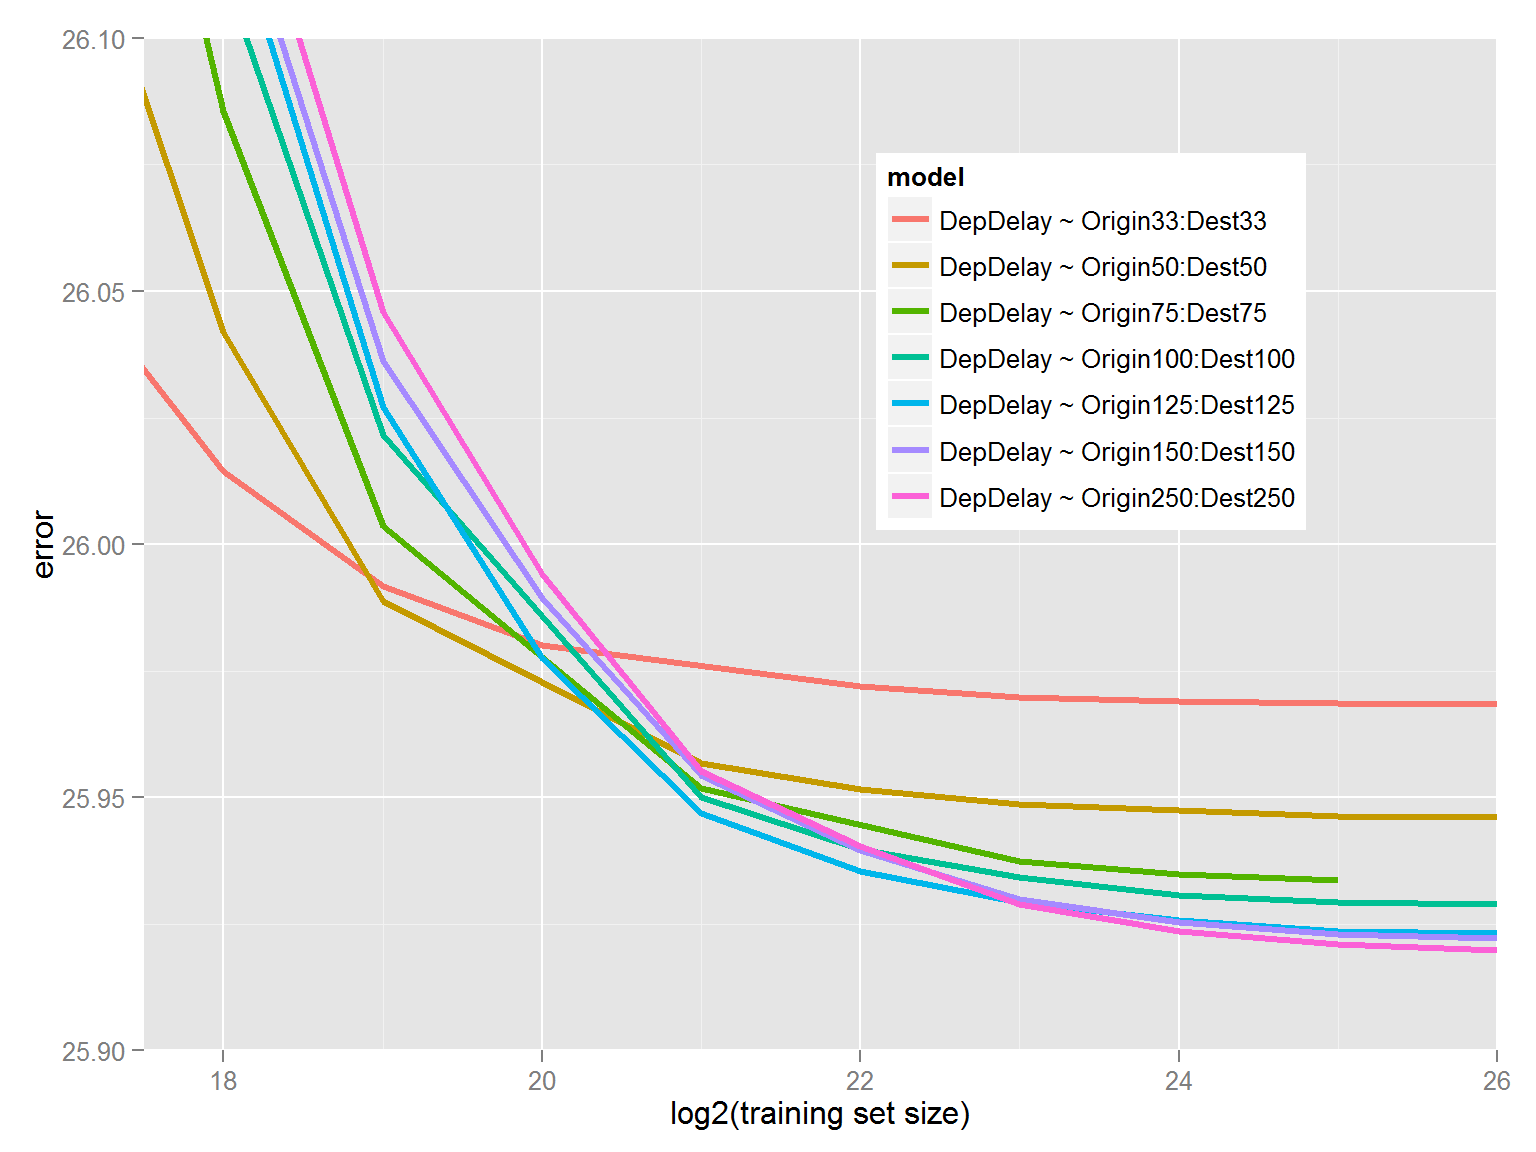 26.10
26.05
26.00
25.95
25.90
error
model
DepDelay ~ Origin33:Dest33
DepDelay ~ Origin50:Dest50
DepDelay ~ Origin75:Dest75
DepDelay ~ Origin100:Dest100
DepDelay ~ Origin125:Dest125
DepDelay ~ Origin150:Dest150
DepDelay ~ Origin250:Dest250
18 20 22 24 26
log2(training set size)